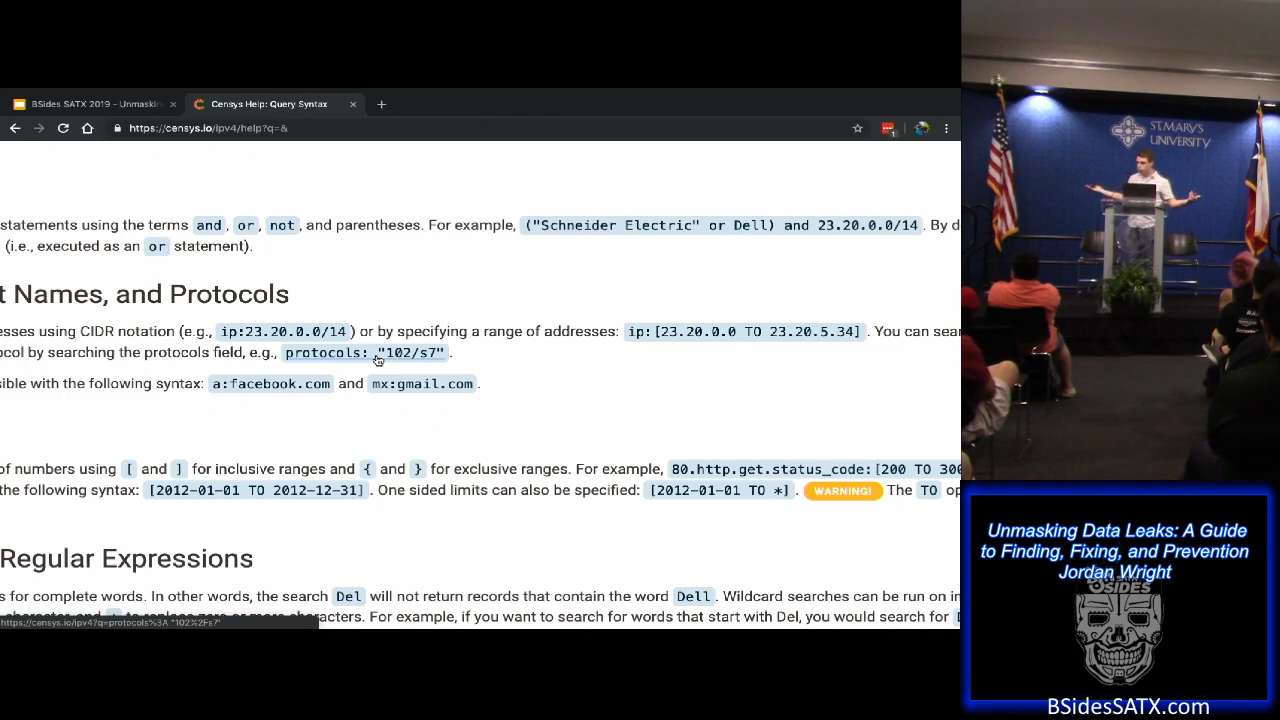 BSides SATX 2019 - Unmaskin
Censys Help: Query Syntax
https://censys.io/ipv4/help?q=&
statements using the terms and, or, not, and parentheses. For example, ("Schneider Electric" or Dell) and 23.20.0.0/14. By d
(i.e., executed as an or statement).
t Names, and Protocols
esses using CIDR notation (e.g., ip:23.20.0.0/14) or by specifying a range of addresses: ip:[23.20.0.0 TO 23.20.5.34]. You can sear
ocol by searching the protocols field, e.g., protocols: "102/s7".
sible with the following syntax: a:facebook.com and mx:gmail.com.
of numbers using [ and ] for inclusive ranges and { and } for exclusive ranges. For example, 80.http.get.status_code:[200 TO 300
the following syntax: [2012-01-01 TO 2012-12-31]. One sided limits can also be specified: [2012-01-01 TO *]. WARNING! The TO op
Regular Expressions
s for complete words. In other words, the search Del will not return records that contain the word Dell. Wildcard searches can be run on in
to replace zero or more characters. For example, if you want to search for words that start with Del, you would search for D
https://censys.io/ipv4?q=protocols%3A "102%2Fs7"
ST. MARY'S
UNIVERSITY
Unmasking Data Leaks: A Guide
to Finding, Fixing, and Prevention
Jordan Wright
BSIDES
BSidesSATX.com